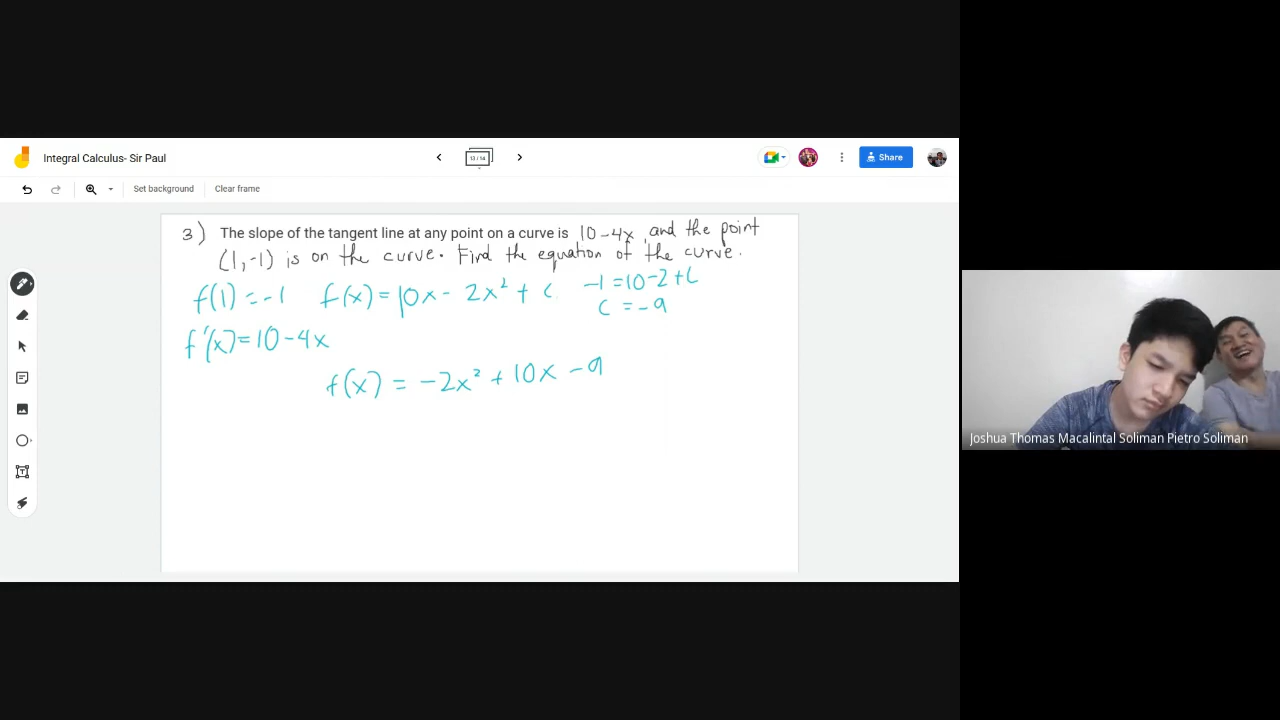 Integral Calculus- Sir Paul
13 / 14
Share
Set background
Clear frame
3) The slope of the tangent line at any point on a curve is 10-4x, and the point
(1,-1) is on the curve. Find the equation of the curve.
f(1) = -1 f(x) = 10x - 2x² + C -1 = 10-2+C
C = -9
f'(x) = 10-4x
f(x) = -2x² + 10x - 9
Joshua Thomas Macalintal Soliman Pietro Soliman